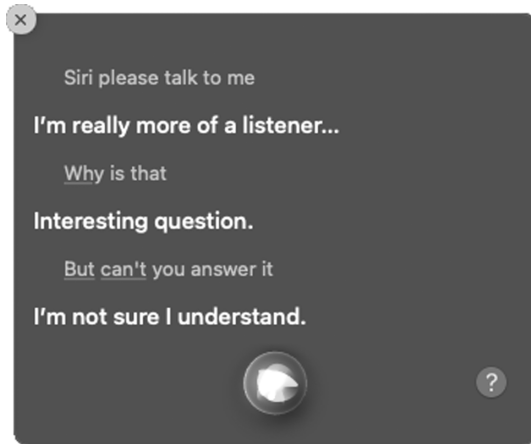 Siri please talk to me
I'm really more of a listener...
Why is that
Interesting question.
But can't you answer it
I'm not sure I understand.
?